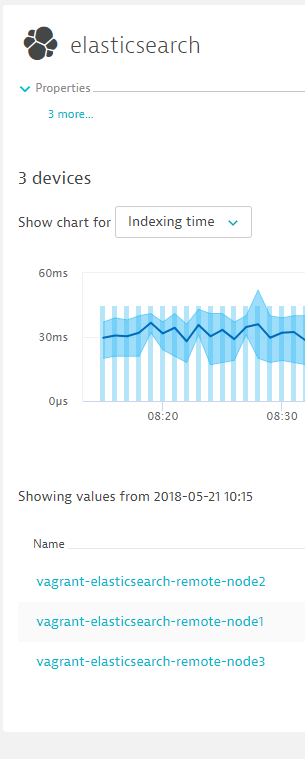 elasticsearch
Properties
3 more...
3 devices
Show chart for Indexing time
60ms
30ms
0µs
08:20 08:30
Showing values from 2018-05-21 10:15
Name
vagrant-elasticsearch-remote-node2
vagrant-elasticsearch-remote-node1
vagrant-elasticsearch-remote-node3